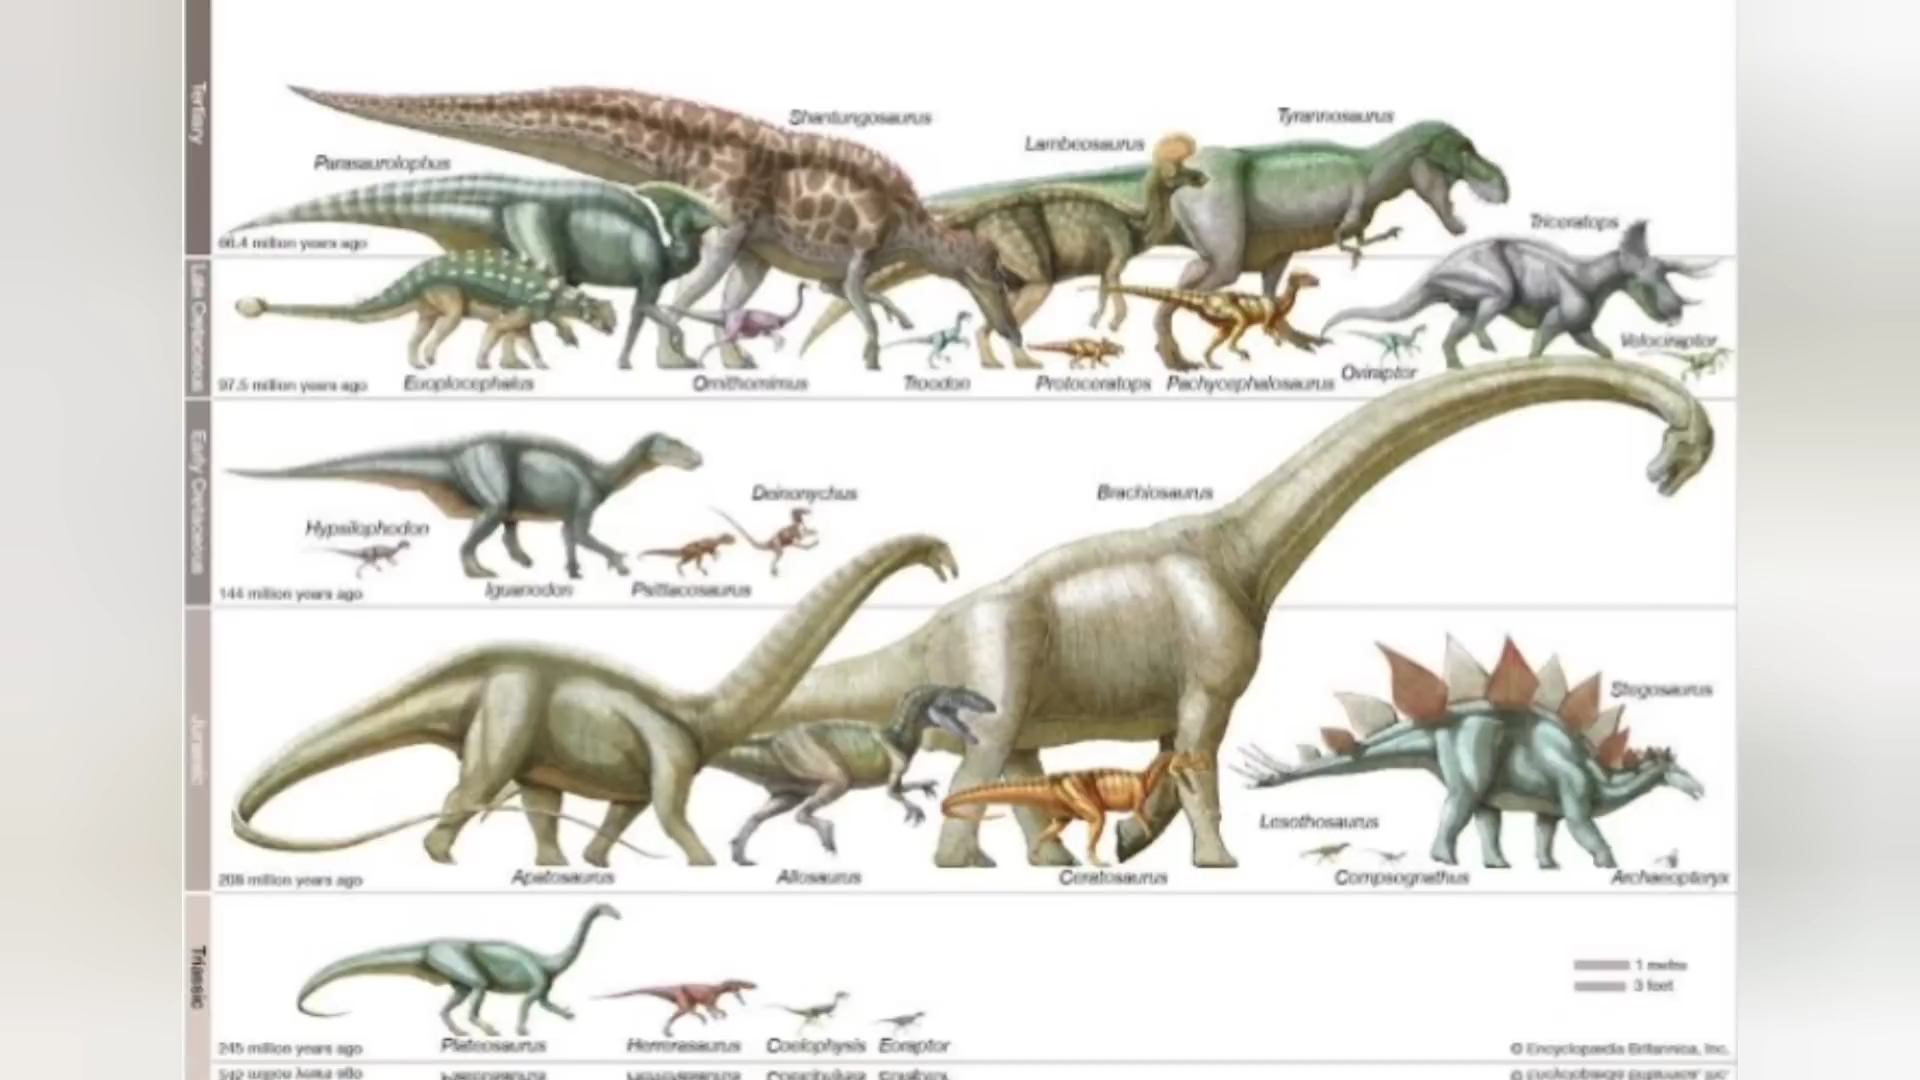 Tertiary
Shantungosaurus
Tyrannosaurus
Lambeosaurus
Parasaurolophus
Triceratops
66.4 million years ago
Late Cretaceous
Velociraptor
Oviraptor
97.5 million years ago
Euoplocephalus
Ornithomimus
Troodon
Protoceratops
Pachycephalosaurus
Early Cretaceous
Deinonychus
Brachiosaurus
Hypsilophodon
144 million years ago
Iguanodon
Psittacosaurus
Jurassic
Stegosaurus
Lesothosaurus
208 million years ago
Apatosaurus
Allosaurus
Ceratosaurus
Compsognathus
Archaeopteryx
Triassic
1 metre
3 feet
245 million years ago
Plateosaurus
Herrerasaurus
Coelophysis
Eoraptor
© Encyclopædia Britannica, Inc.